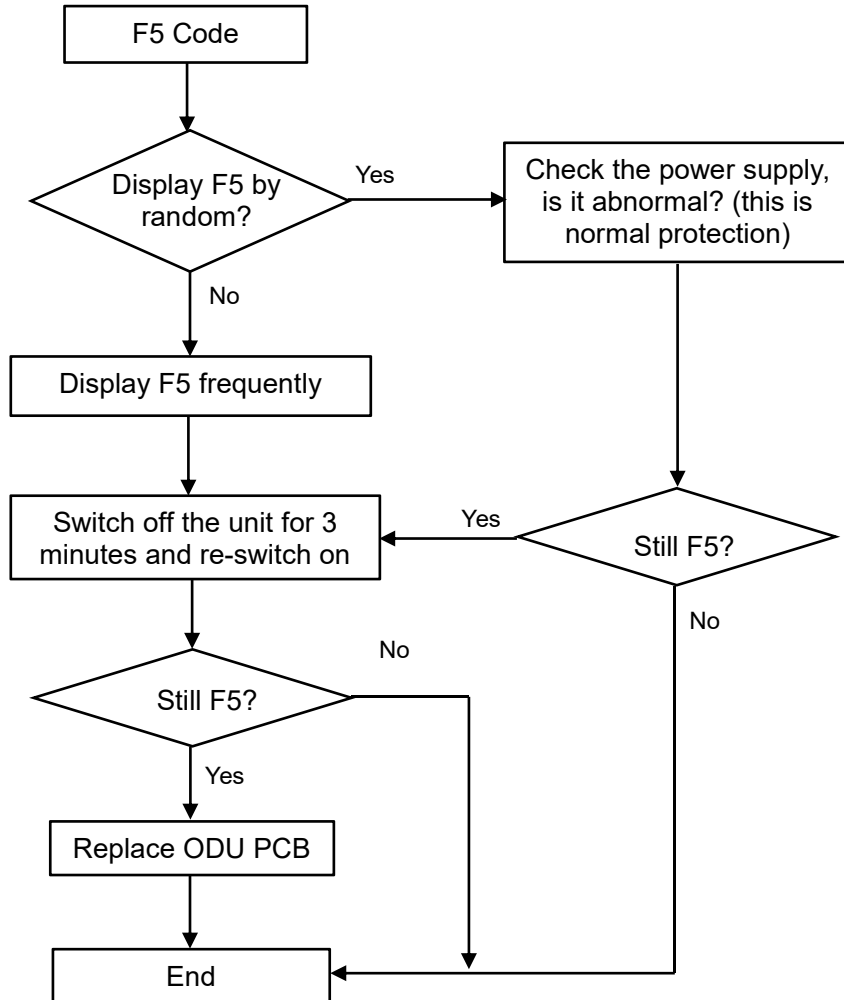 F5 Code
Display F5 by
random?
Yes
Check the power supply,
is it abnormal? (this is
normal protection)
No
Display F5 frequently
Switch off the unit for 3
minutes and re-switch on
Yes
Still F5?
No
No
Still F5?
Yes
Replace ODU PCB
End